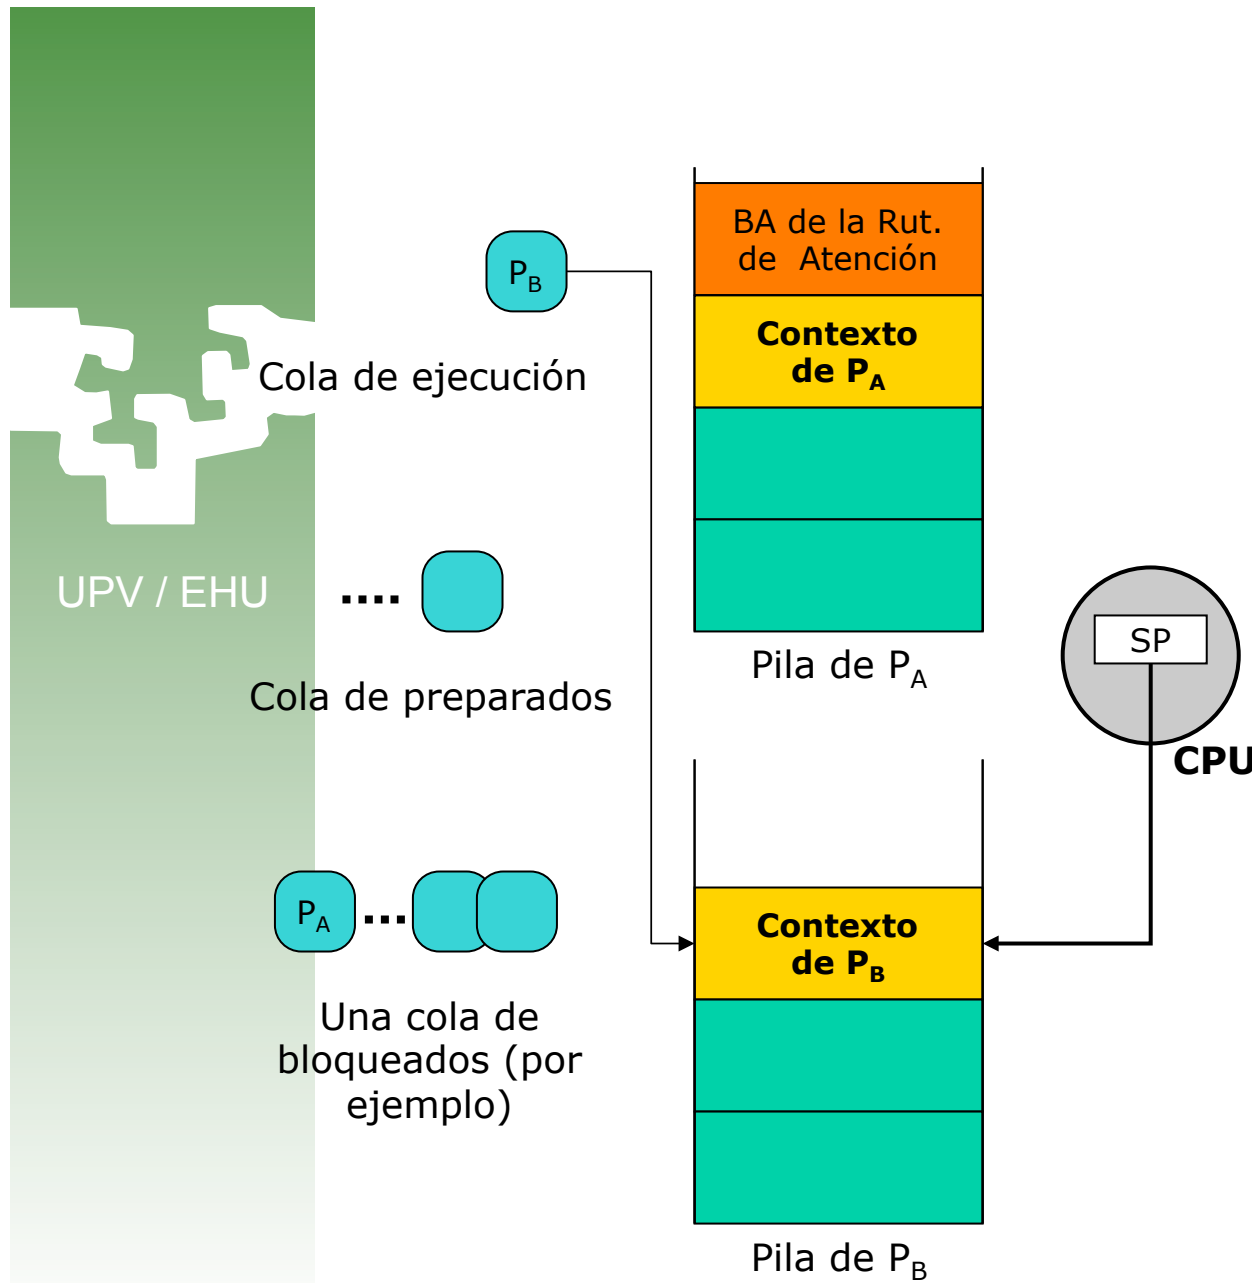 BA de la Rut.
de Atención
P_B
Contexto
de P_A
Cola de ejecución
UPV / EHU
....
SP
Pila de P_A
Cola de preparados
CPU
P_A
...
Contexto
de P_B
Una cola de
bloqueados (por
ejemplo)
Pila de P_B